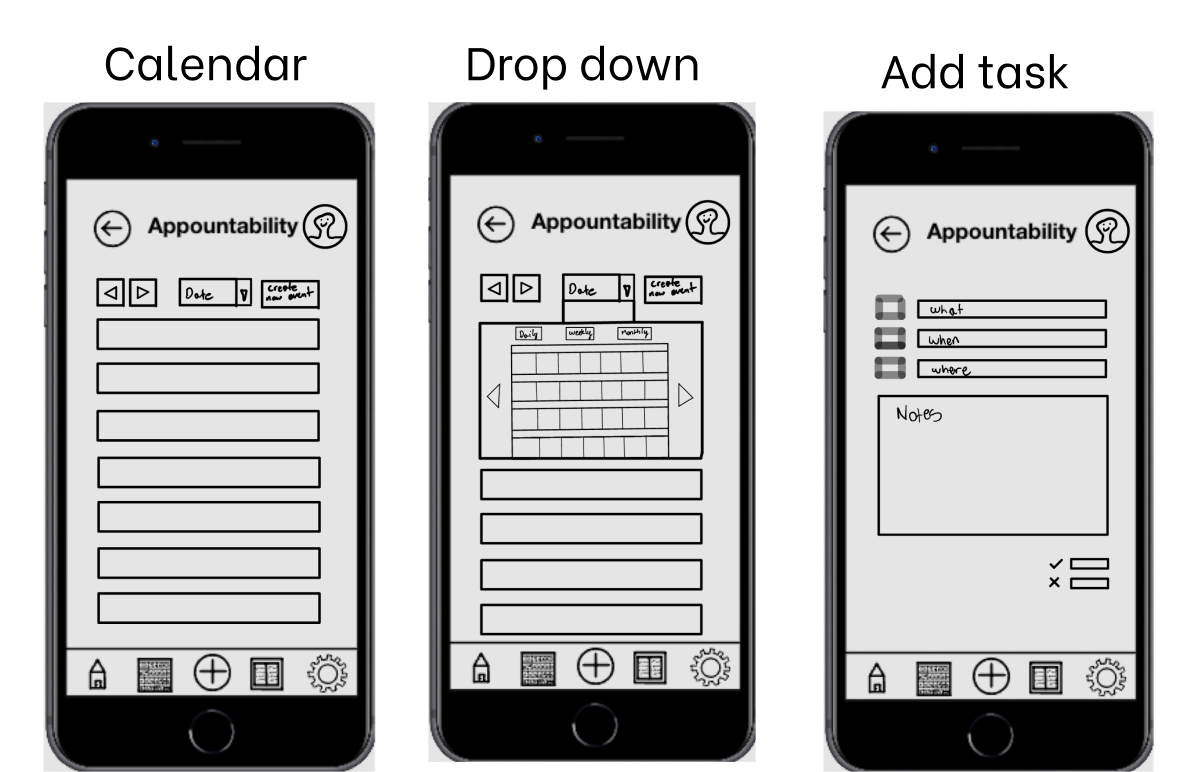 Calendar
Appountability
Date
create
new event
Drop down
Appountability
Date
create
new event
Daily
weekly
monthly
Add task
Appountability
what
when
where
Notes